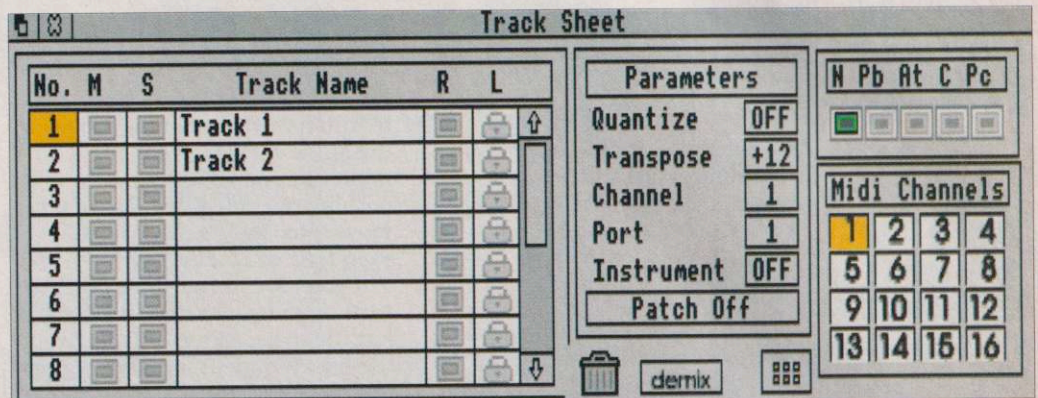 Track Sheet
No. M S Track Name R L
1 Track 1
2 Track 2
3
4
5
6
7
8
Parameters
Quantize OFF
Transpose +12
Channel 1
Port 1
Instrument OFF
Patch Off
demix
N Pb At C Pc
Midi Channels
1 2 3 4
5 6 7 8
9 10 11 12
13 14 15 16